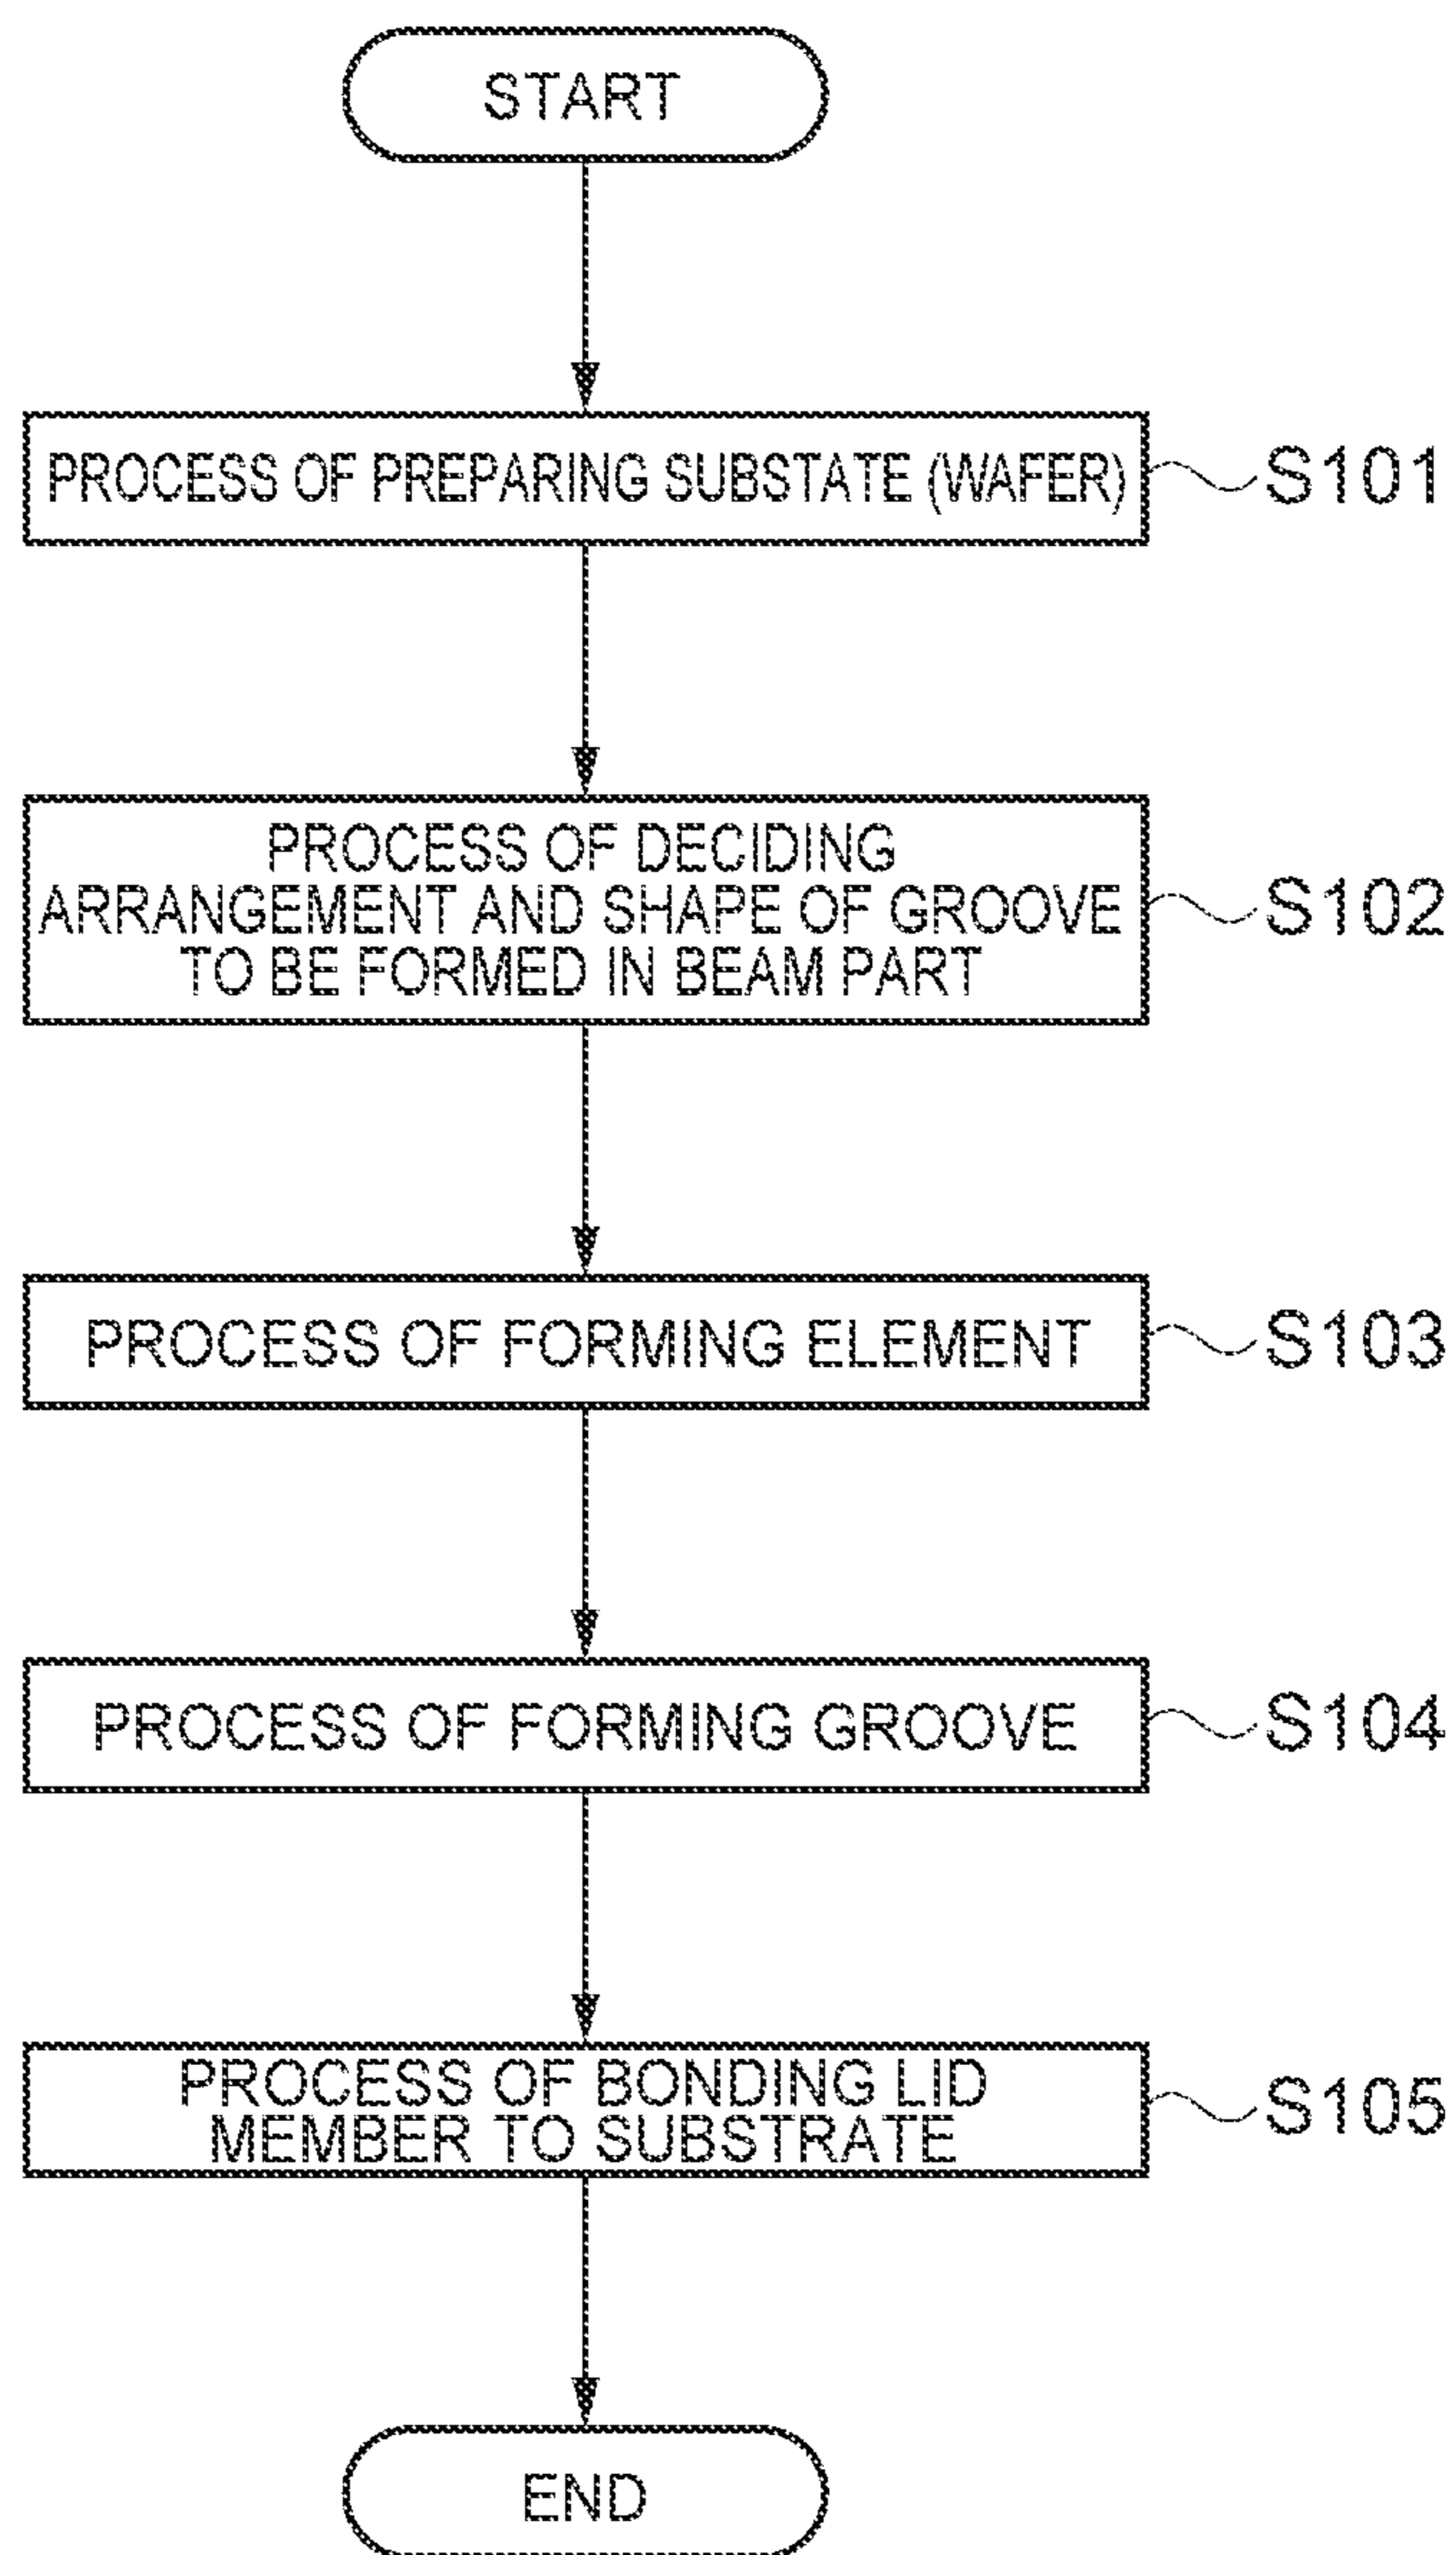 START
PROCESS OF PREPARING SUBSTATE (WAFER)
S101
PROCESS OF DECIDING
ARRANGEMENT AND SHAPE OF GROOVE
TO BE FORMED IN BEAM PART
S102
PROCESS OF FORMING ELEMENT
S103
PROCESS OF FORMING GROOVE
S104
PROCESS OF BONDING LID
MEMBER TO SUBSTRATE
S105
END